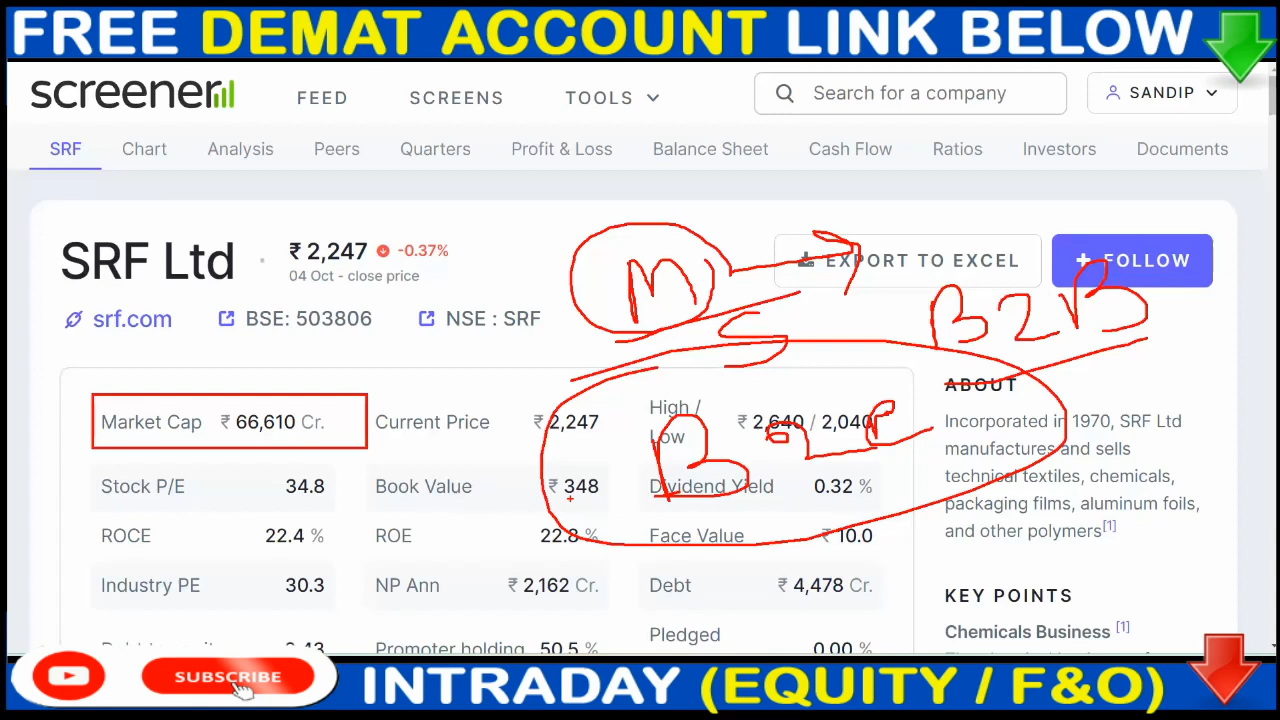 FREE DEMAT ACCOUNT LINK BELOW
screener FEED SCREENS TOOLS Search for a company SANDIP
SRF Chart Analysis Peers Quarters Profit & Loss Balance Sheet Cash Flow Ratios Investors Documents
SRF Ltd · ₹ 2,247 -0.37%
04 Oct - close price
M
EXPORT TO EXCEL + FOLLOW
srf.com BSE: 503806 NSE : SRF
B2B
Market Cap ₹ 66,610 Cr. Current Price ₹ 2,247 High / Low ₹ 2,640 / 2,040
B2C
Stock P/E 34.8 Book Value ₹ 348 Dividend Yield 0.32 %
ROCE 22.4 % ROE 22.8 % Face Value ₹ 10.0
Industry PE 30.3 NP Ann ₹ 2,162 Cr. Debt ₹ 4,478 Cr.
Promoter holding 50.5 % Pledged 0.00 %
ABOUT
Incorporated in 1970, SRF Ltd
manufactures and sells
technical textiles, chemicals,
packaging films, aluminum foils,
and other polymers[1]
KEY POINTS
Chemicals Business [1]
SUBSCRIBE
INTRADAY (EQUITY / F&O)